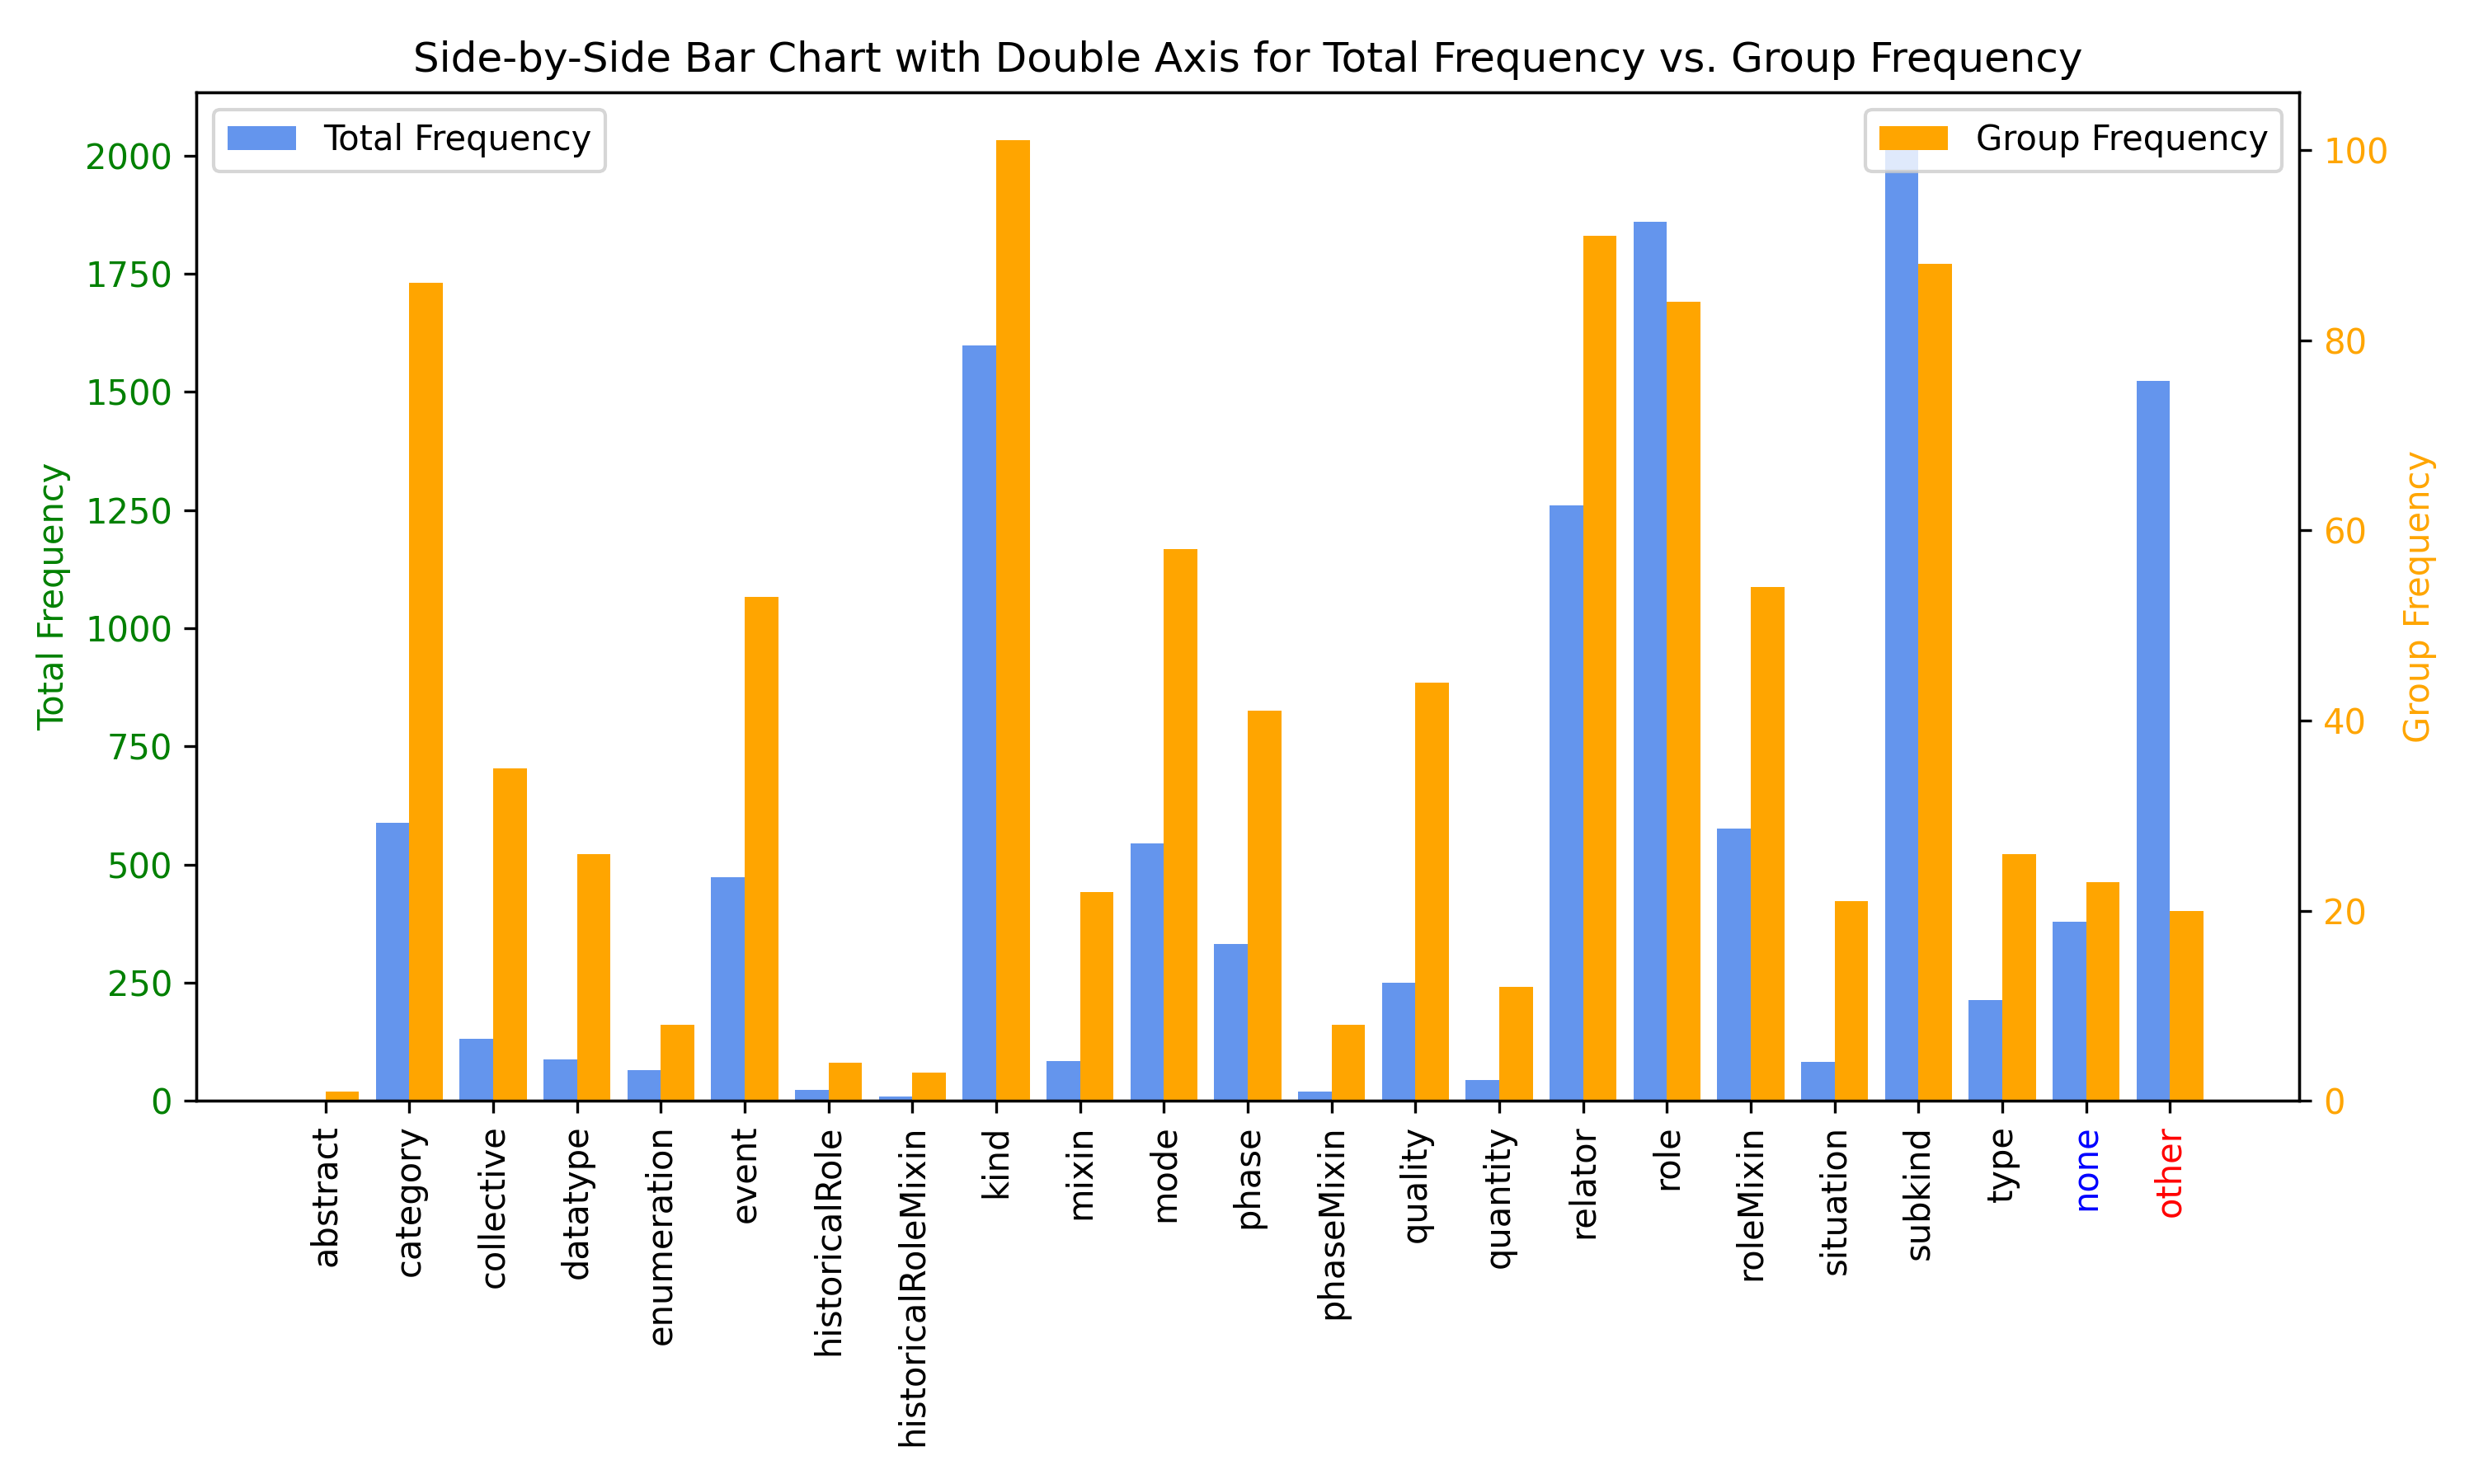 Side-by-Side Bar Chart with Double Axis for Total Frequency vs. Group Frequency
Total Frequency
Group Frequency
2000
1750
1500
1250
1000
750
500
250
0
Total Frequency
100
80
60
40
20
0
Group Frequency
abstract
category
collective
datatype
enumeration
event
historicalRole
historicalRoleMixin
kind
mixin
mode
phase
phaseMixin
quality
quantity
relator
role
roleMixin
situation
subkind
type
none
other